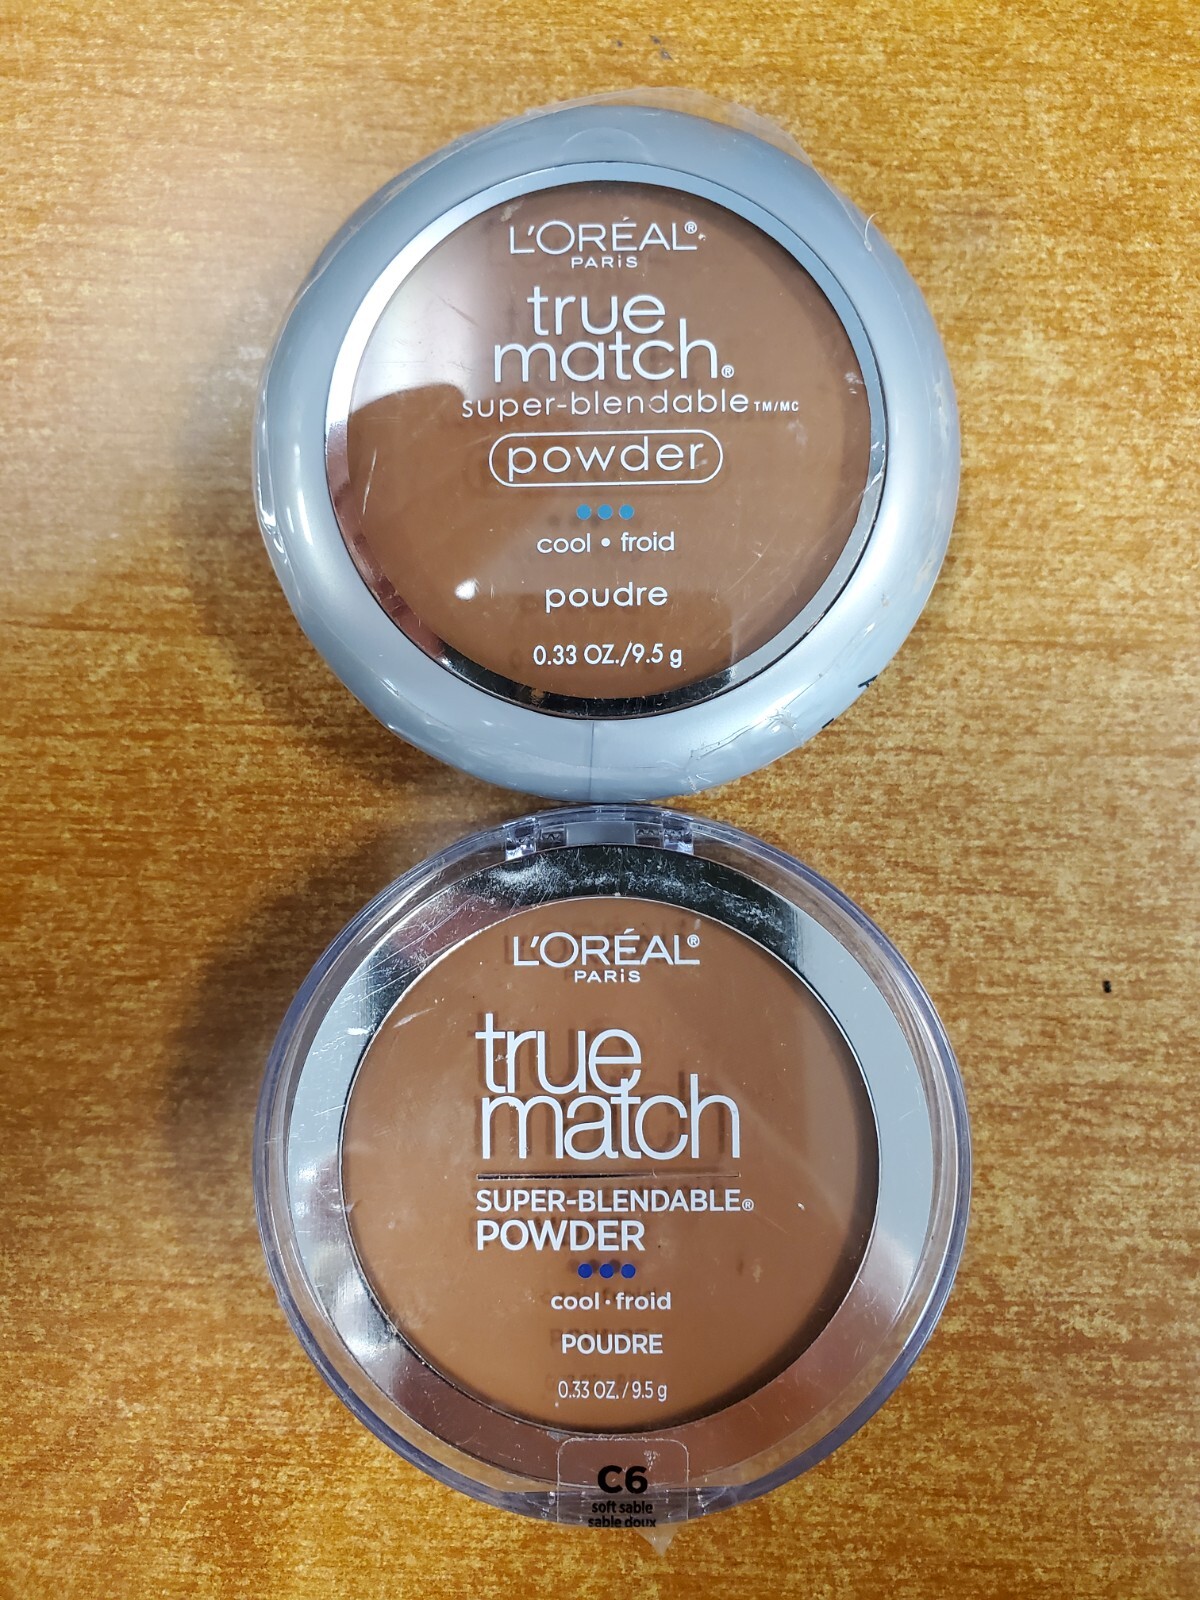 L'ORÉAL®
PARiS
true
match®
super-blendable TM/MC
powder
cool • froid
poudre
0.33 OZ./9.5 g
L'ORÉAL®
PARiS
true
match
SUPER-BLENDABLE®
POWDER
cool · froid
POUDRE
0.33 OZ. / 9.5 g
C6
soft sable
sable doux